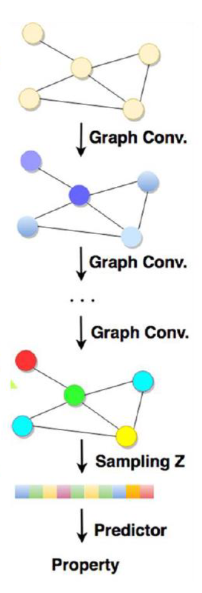 Graph Conv.
Graph Conv.
...
Graph Conv.
Sampling Z
Predictor
Property